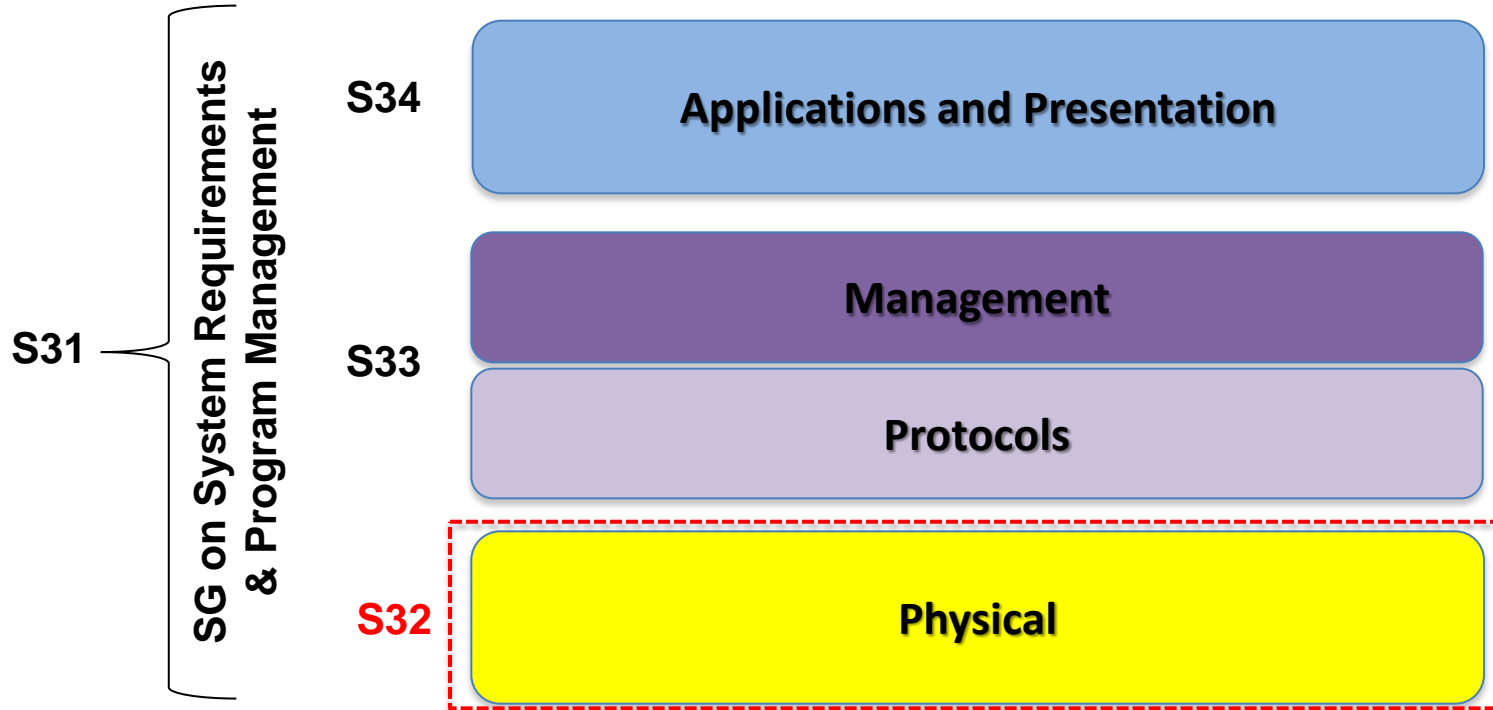 S31
SG on System Requirements
& Program Management
S34
Applications and Presentation
S33
Management
Protocols
S32
Physical